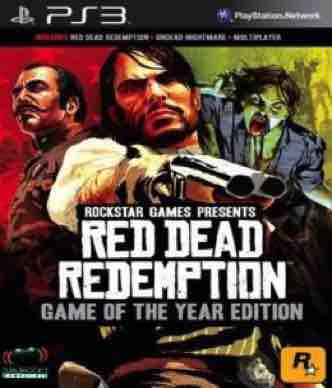 PS3
PlayStation Network
INCLUDES RED DEAD REDEMPTION • UNDEAD NIGHTMARE • MULTIPLAYER
ROCKSTAR GAMES PRESENTS
RED DEAD
REDEMPTION
GAME OF THE YEAR EDITION
R